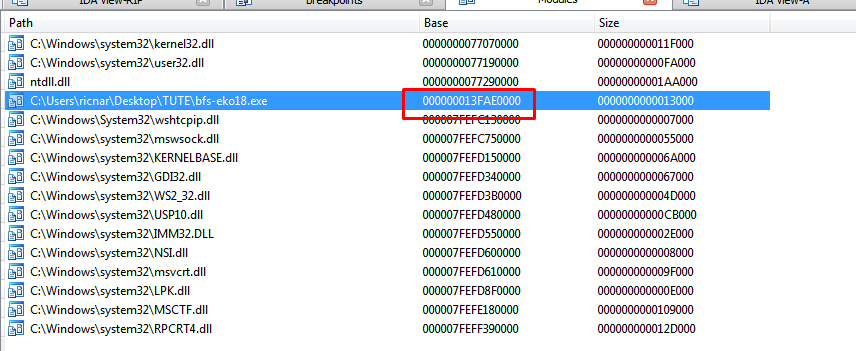 IDA View-RIP Breakpoints Modules IDA View-A
Path Base Size
C:\Windows\system32\kernel32.dll 0000000077070000 000000000011F000
C:\Windows\system32\user32.dll 0000000077190000 00000000000FA000
ntdll.dll 0000000077290000 00000000001AA000
C:\Users\ricnar\Desktop\TUTE\bfs-eko18.exe 000000013FAE0000 0000000000013000
C:\Windows\System32\wshtcpip.dll 000007FEFC130000 0000000000007000
C:\Windows\system32\mswsock.dll 000007FEFC750000 0000000000055000
C:\Windows\system32\KERNELBASE.dll 000007FEFD150000 000000000006A000
C:\Windows\system32\GDI32.dll 000007FEFD340000 0000000000067000
C:\Windows\system32\WS2_32.dll 000007FEFD3B0000 000000000004D000
C:\Windows\system32\USP10.dll 000007FEFD480000 00000000000CB000
C:\Windows\system32\IMM32.DLL 000007FEFD550000 000000000002E000
C:\Windows\system32\NSI.dll 000007FEFD600000 0000000000008000
C:\Windows\system32\msvcrt.dll 000007FEFD610000 000000000009F000
C:\Windows\system32\LPK.dll 000007FEFD8F0000 000000000000E000
C:\Windows\system32\MSCTF.dll 000007FEFE180000 0000000000109000
C:\Windows\system32\RPCRT4.dll 000007FEFF390000 000000000012D000